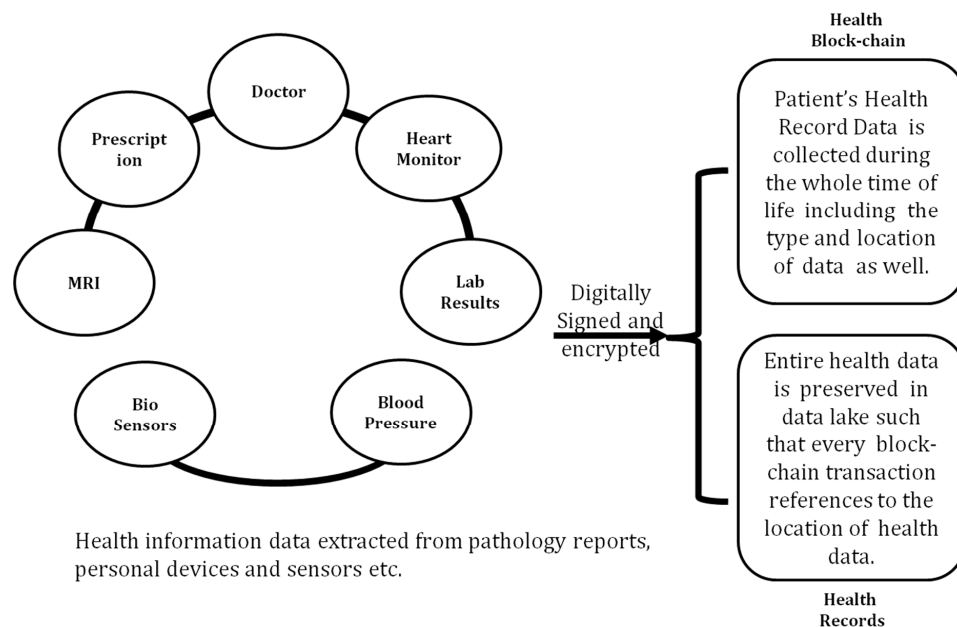 Doctor
Prescript
ion
Heart
Monitor
MRI
Lab
Results
Bio
Sensors
Blood
Pressure
Health information data extracted from pathology reports,
personal devices and sensors etc.
Digitally
Signed and
encrypted
Health
Block-chain
Patient's Health
Record Data is
collected during
the whole time of
life including the
type and location
of data as well.
Entire health data
is preserved in
data lake such
that every block-
chain transaction
references to the
location of health
data.
Health
Records